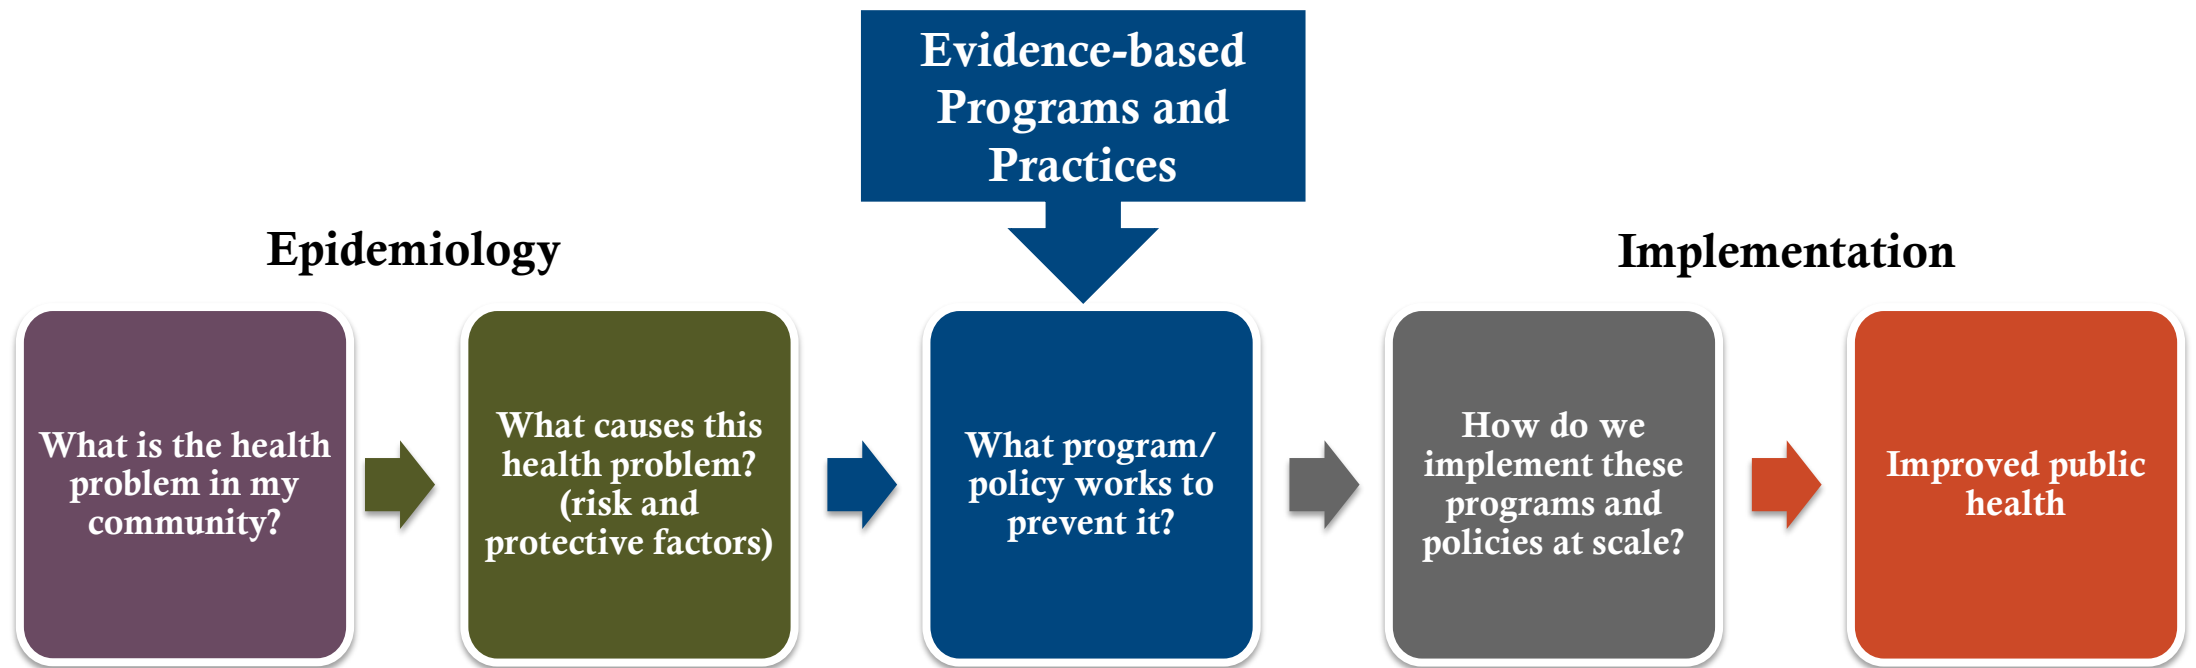 Evidence-based
Programs and
Practices
Epidemiology
Implementation
What is the health
problem in my
community?
What causes this
health problem?
(risk and
protective factors)
What program/
policy works to
prevent it?
How do we
implement these
programs and
policies at scale?
Improved public
health